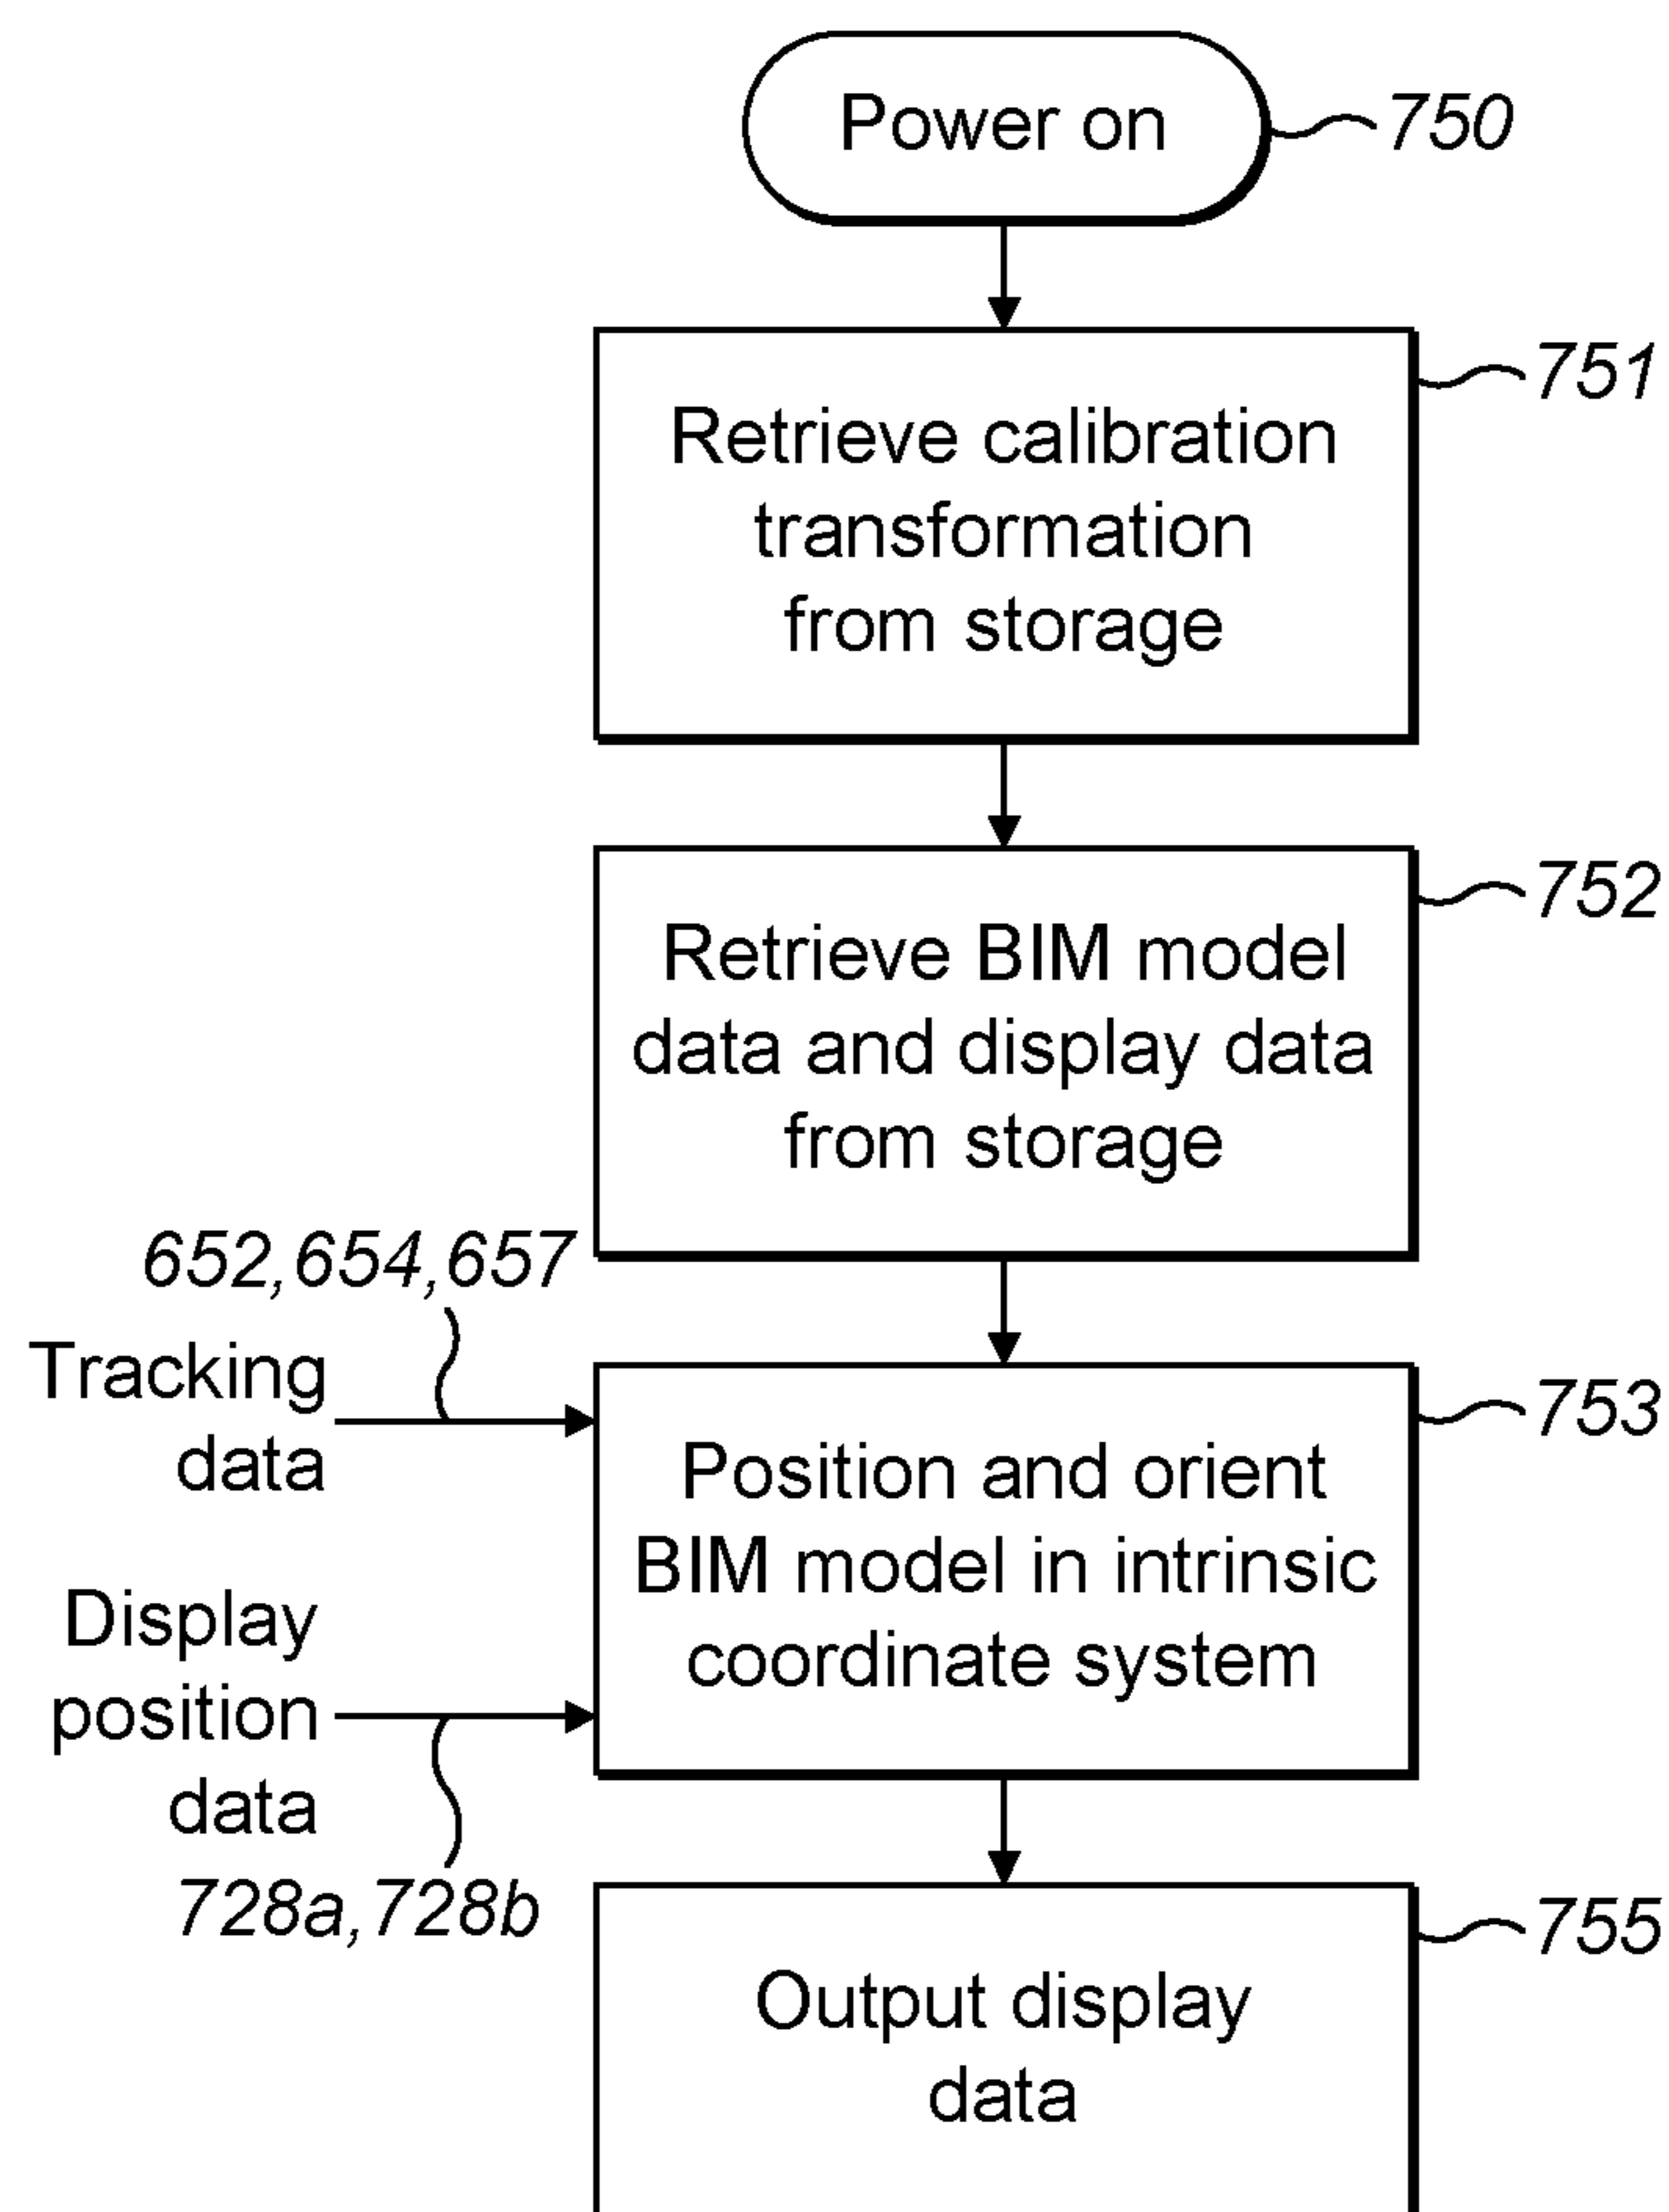 Power on
750
Retrieve calibration
transformation
from storage
751
Retrieve BIM model
data and display data
from storage
752
652,654,657
Tracking
data
Position and orient
BIM model in intrinsic
coordinate system
753
Display
position
data
728a,728b
Output display
data
755